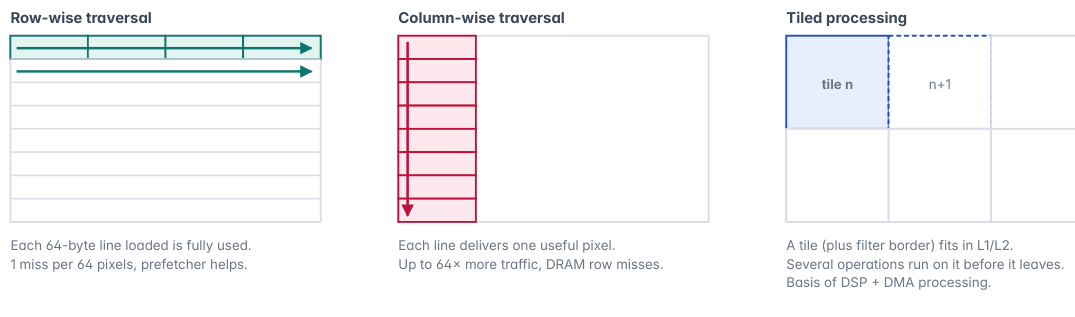 Row-wise traversal
Each 64-byte line loaded is fully used.
1 miss per 64 pixels, prefetcher helps.
Column-wise traversal
Each line delivers one useful pixel.
Up to 64× more traffic, DRAM row misses.
Tiled processing
tile n
n+1
A tile (plus filter border) fits in L1/L2.
Several operations run on it before it leaves.
Basis of DSP + DMA processing.